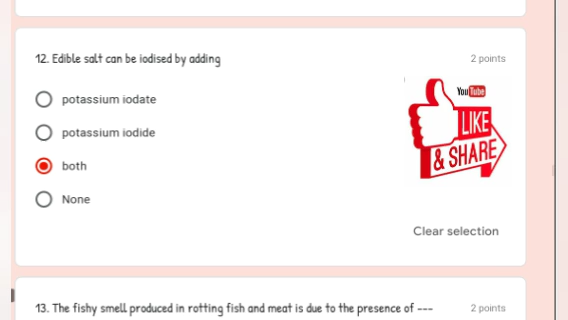 12. Edible salt can be iodised by adding
2 points
potassium iodate
potassium iodide
both
None
YouTube
LIKE
& SHARE
Clear selection
13. The fishy smell produced in rotting fish and meat is due to the presence of ---
2 points